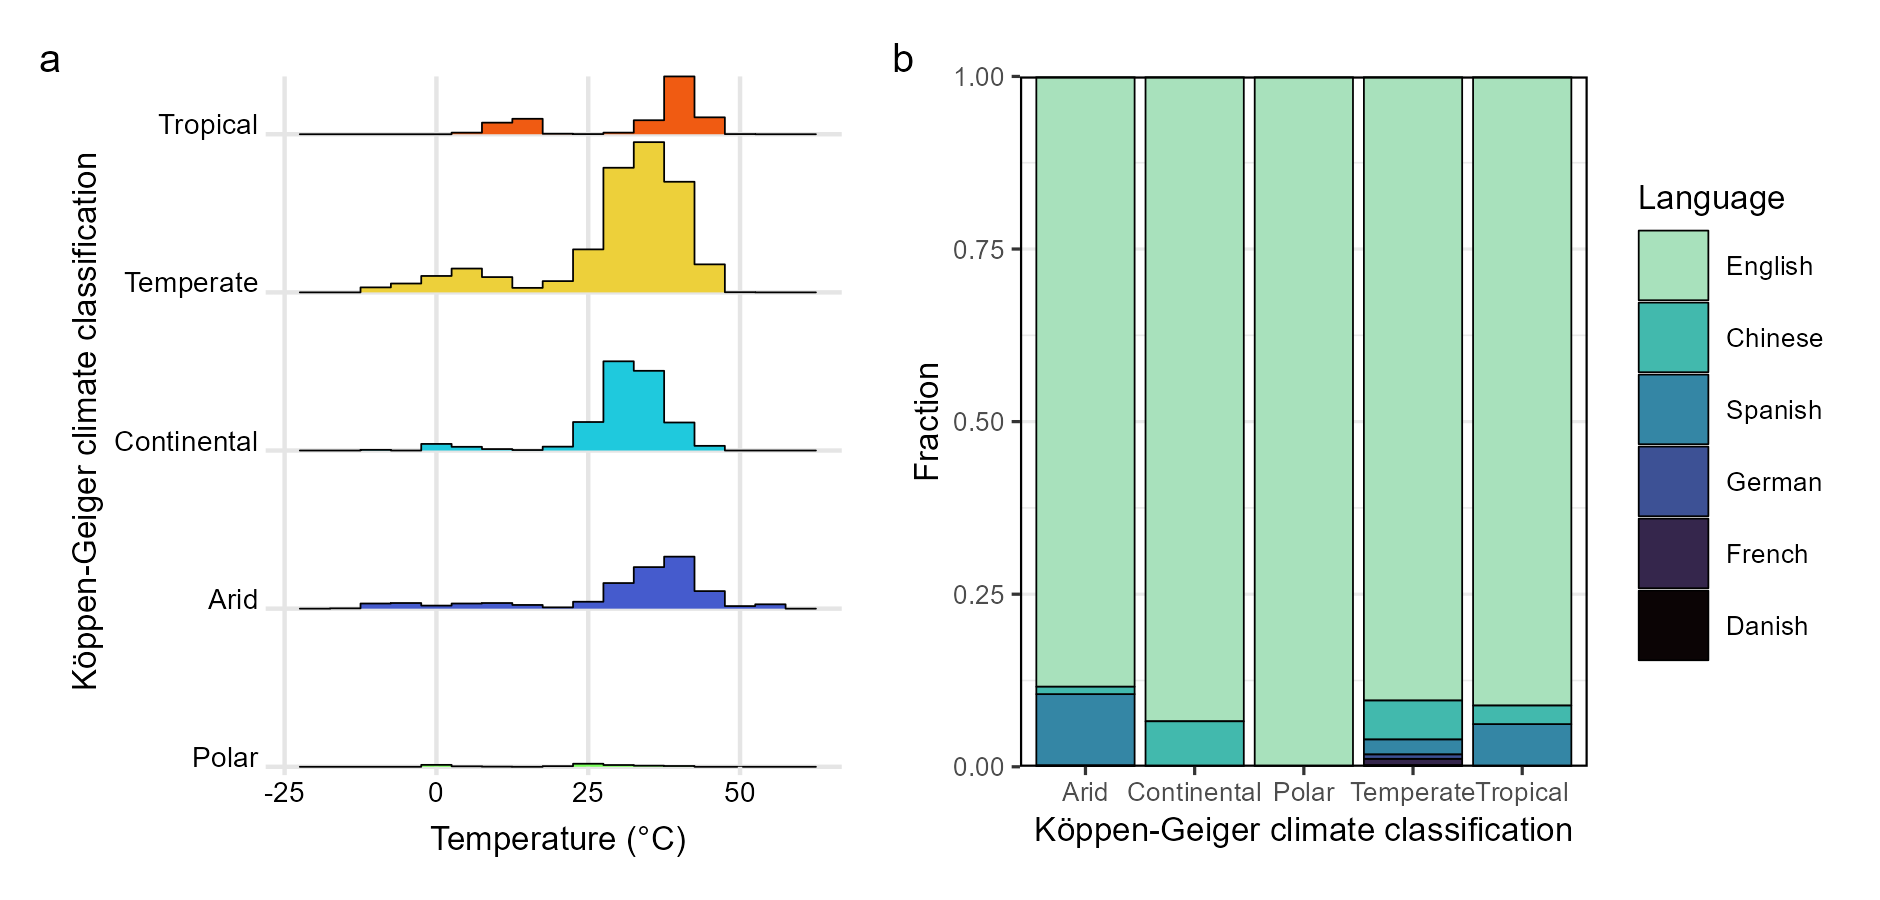 a
Köppen-Geiger climate classification
Tropical
Temperate
Continental
Arid
Polar
-25 0 25 50
Temperature (°C)
b
Fraction
1.00
0.75
0.50
0.25
0.00
Arid Continental Polar Temperate Tropical
Köppen-Geiger climate classification
Language
English
Chinese
Spanish
German
French
Danish